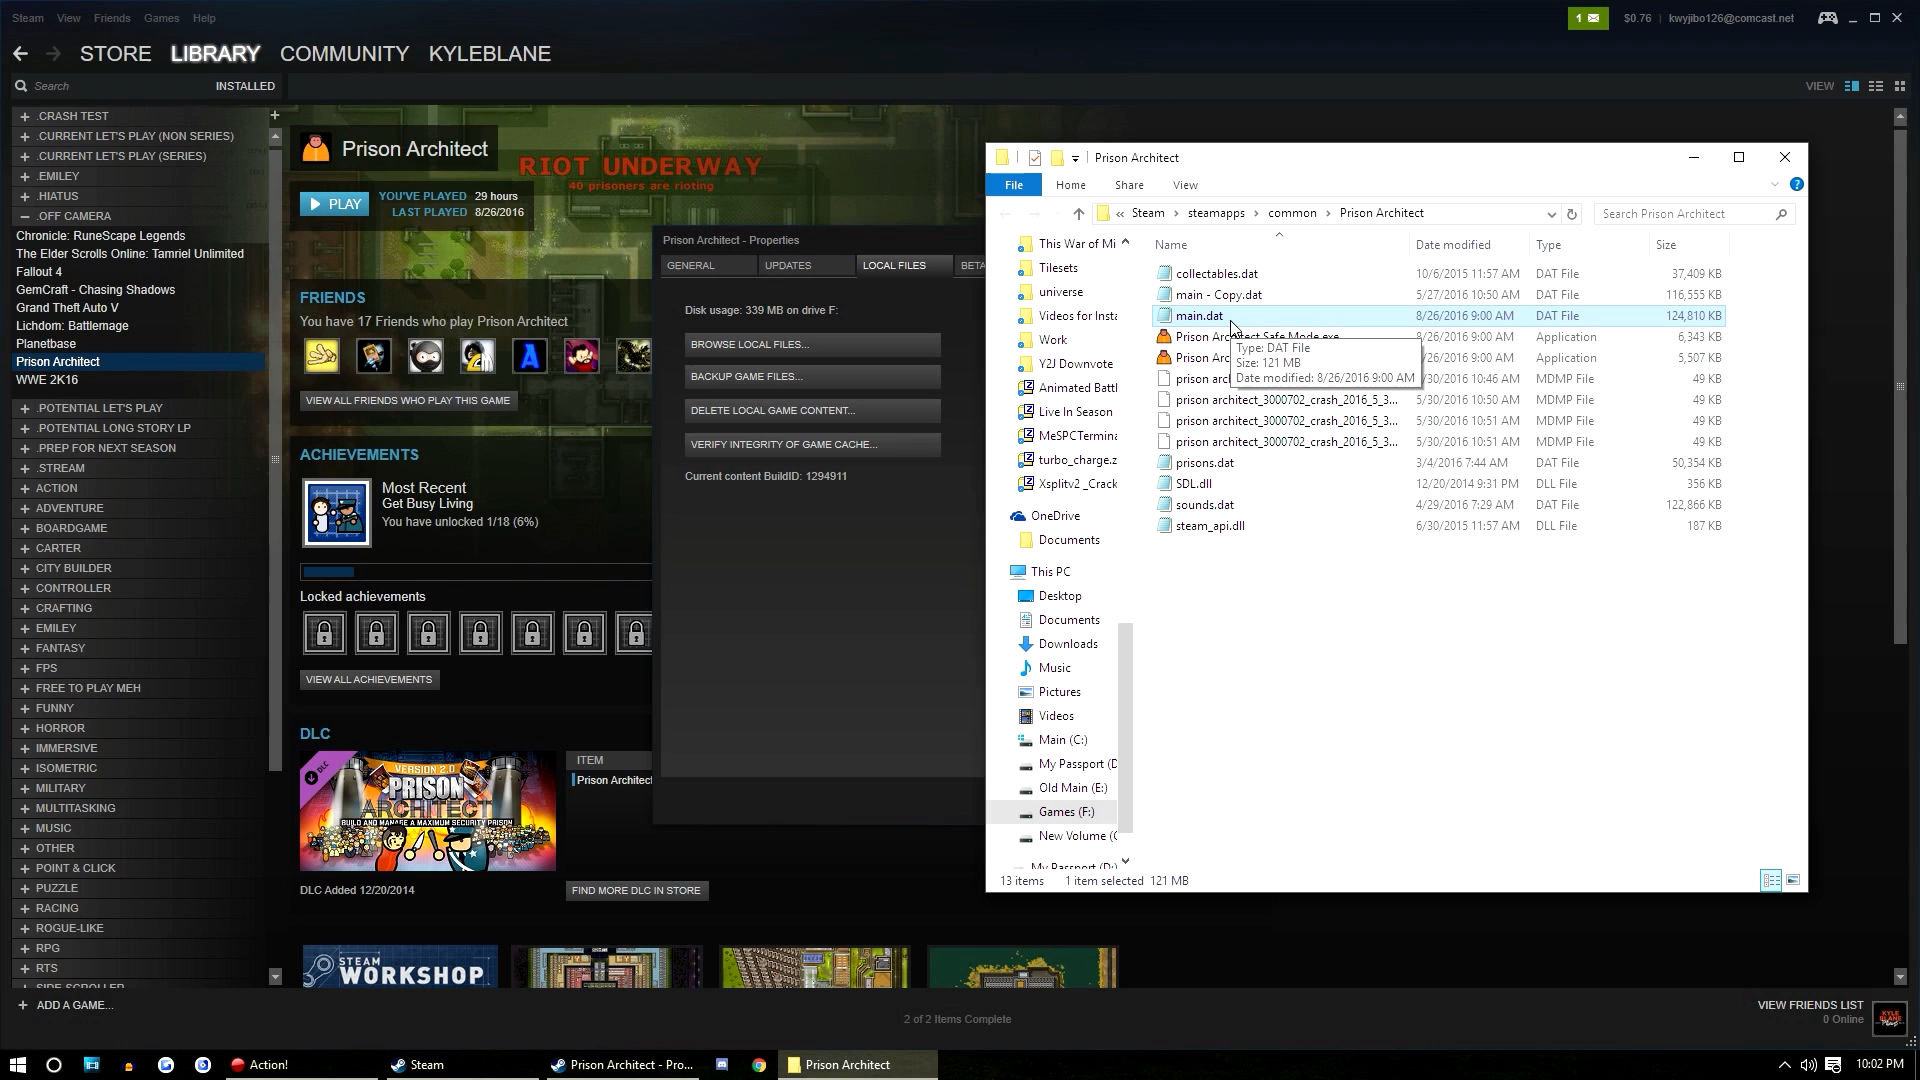 Steam View Friends Games Help
1 $0.76 | kwyjibo126@comcast.net
STORE LIBRARY COMMUNITY KYLEBLANE
Search INSTALLED VIEW
.CRASH TEST
.CURRENT LET'S PLAY (NON SERIES)
.CURRENT LET'S PLAY (SERIES)
.EMILEY
.HIATUS
.OFF CAMERA
Chronicle: RuneScape Legends
The Elder Scrolls Online: Tamriel Unlimited
Fallout 4
GemCraft - Chasing Shadows
Grand Theft Auto V
Lichdom: Battlemage
Planetbase
Prison Architect
WWE 2K16
.POTENTIAL LET'S PLAY
.POTENTIAL LONG STORY LP
.PREP FOR NEXT SEASON
.STREAM
ACTION
ADVENTURE
BOARDGAME
CARTER
CITY BUILDER
CONTROLLER
CRAFTING
EMILEY
FANTASY
FPS
FREE TO PLAY MEH
FUNNY
HORROR
IMMERSIVE
ISOMETRIC
MILITARY
MULTITASKING
MUSIC
OTHER
POINT & CLICK
PUZZLE
RACING
ROGUE-LIKE
RPG
RTS
SIDE SCROLLER
ADD A GAME...
Prison Architect
RIOT UNDERWAY
40 prisoners are rioting
PLAY
YOU'VE PLAYED 29 hours
LAST PLAYED 8/26/2016
FRIENDS
You have 17 Friends who play Prison Architect
A
VIEW ALL FRIENDS WHO PLAY THIS GAME
ACHIEVEMENTS
Most Recent
Get Busy Living
You have unlocked 1/18 (6%)
Locked achievements
VIEW ALL ACHIEVEMENTS
DLC
DLC
VERSION 2.0
PRISON
ARCHITECT
BUILD AND MANAGE A MAXIMUM SECURITY PRISON
ITEM
Prison Architect
DLC Added 12/20/2014
FIND MORE DLC IN STORE
STEAM
WORKSHOP
Prison Architect - Properties
GENERAL UPDATES LOCAL FILES BETA
Disk usage: 339 MB on drive F:
BROWSE LOCAL FILES...
BACKUP GAME FILES...
DELETE LOCAL GAME CONTENT...
VERIFY INTEGRITY OF GAME CACHE...
Current content BuildID: 1294911
Prison Architect
File Home Share View
« Steam › steamapps › common › Prison Architect
Search Prison Architect
This War of Mi
Tilesets
universe
Videos for Insta
Work
Y2J Downvote
Animated Battl
Live In Season
MeSPCTermina
turbo_charge.z
Xsplitv2 _Crack
OneDrive
Documents
This PC
Desktop
Documents
Downloads
Music
Pictures
Videos
Main (C:)
My Passport (D
Old Main (E:)
Games (F:)
New Volume (G
My Passport (D:)
Name Date modified Type Size
collectables.dat 10/6/2015 11:57 AM DAT File 37,409 KB
main - Copy.dat 5/27/2016 10:50 AM DAT File 116,555 KB
main.dat 8/26/2016 9:00 AM DAT File 124,810 KB
Prison Architect Safe Mode.exe 8/26/2016 9:00 AM Application 6,343 KB
Prison Arc /26/2016 9:00 AM Application 5,507 KB
prison arch /30/2016 10:46 AM MDMP File 49 KB
prison architect_3000702_crash_2016_5_3... 5/30/2016 10:50 AM MDMP File 49 KB
prison architect_3000702_crash_2016_5_3... 5/30/2016 10:51 AM MDMP File 49 KB
prison architect_3000702_crash_2016_5_3... 5/30/2016 10:51 AM MDMP File 49 KB
prisons.dat 3/4/2016 7:44 AM DAT File 50,354 KB
SDL.dll 12/20/2014 9:31 PM DLL File 356 KB
sounds.dat 4/29/2016 7:29 AM DAT File 122,866 KB
steam_api.dll 6/30/2015 11:57 AM DLL File 187 KB
Type: DAT File
Size: 121 MB
Date modified: 8/26/2016 9:00 AM
13 items 1 item selected 121 MB
2 of 2 Items Complete
VIEW FRIENDS LIST
0 Online
KYLE
BLANE
Action! Steam Prison Architect - Pro... Prison Architect 10:02 PM